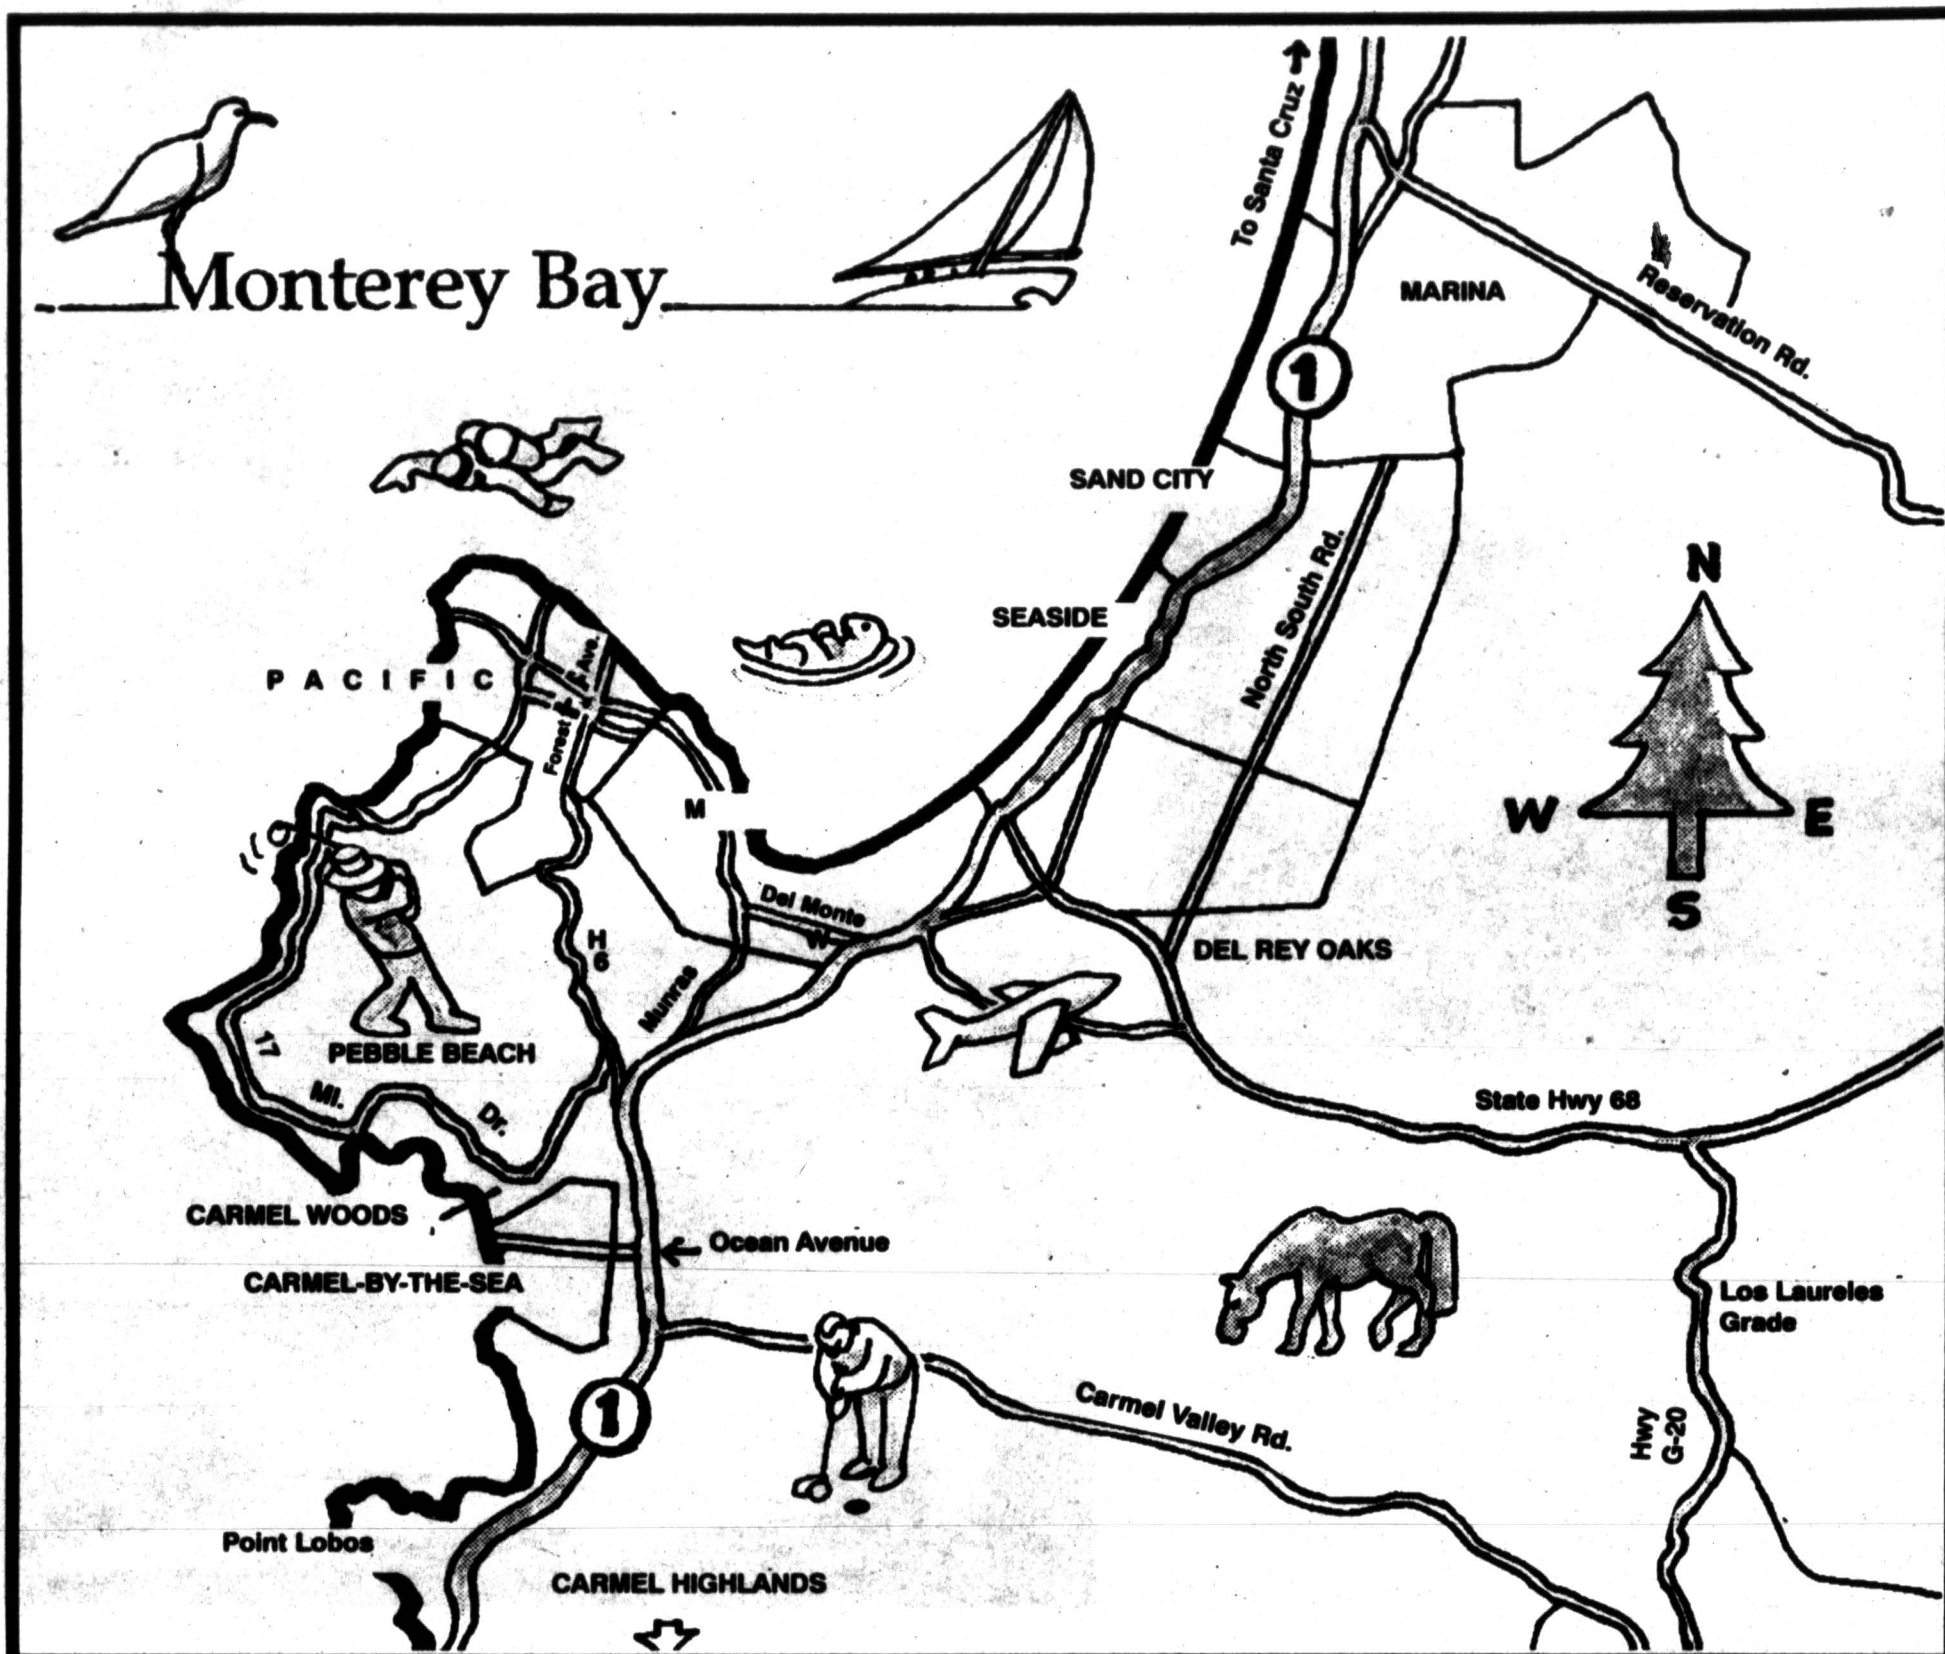 To Santa Cruz
Monterey Bay
MARINA
Reservation Rd.
1
SAND CITY
North South Rd.
N
SEASIDE
PACIFIC
Ave.
Forest
M
W
E
S
Del Monte
W
H
6
DEL REY OAKS
Munras
17
PEBBLE BEACH
Mi.
Dr.
State Hwy 68
CARMEL WOODS
Ocean Avenue
CARMEL-BY-THE-SEA
Los Laureles
Grade
1
Carmel Valley Rd.
Hwy
G-20
Point Lobos
CARMEL HIGHLANDS